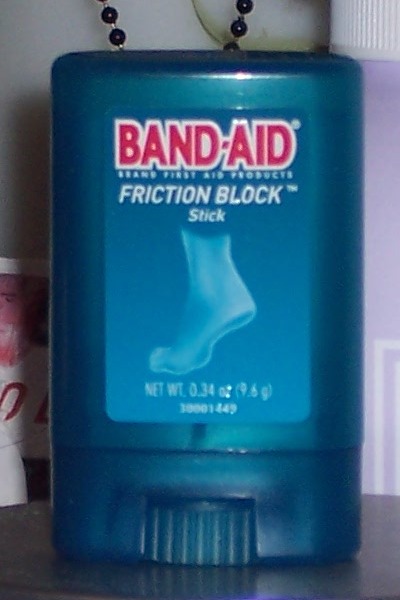 BAND-AID®
BRAND FIRST AID PRODUCTS
FRICTION BLOCK™
Stick
NET WT. 0.34 oz (9.6 g)
30001449